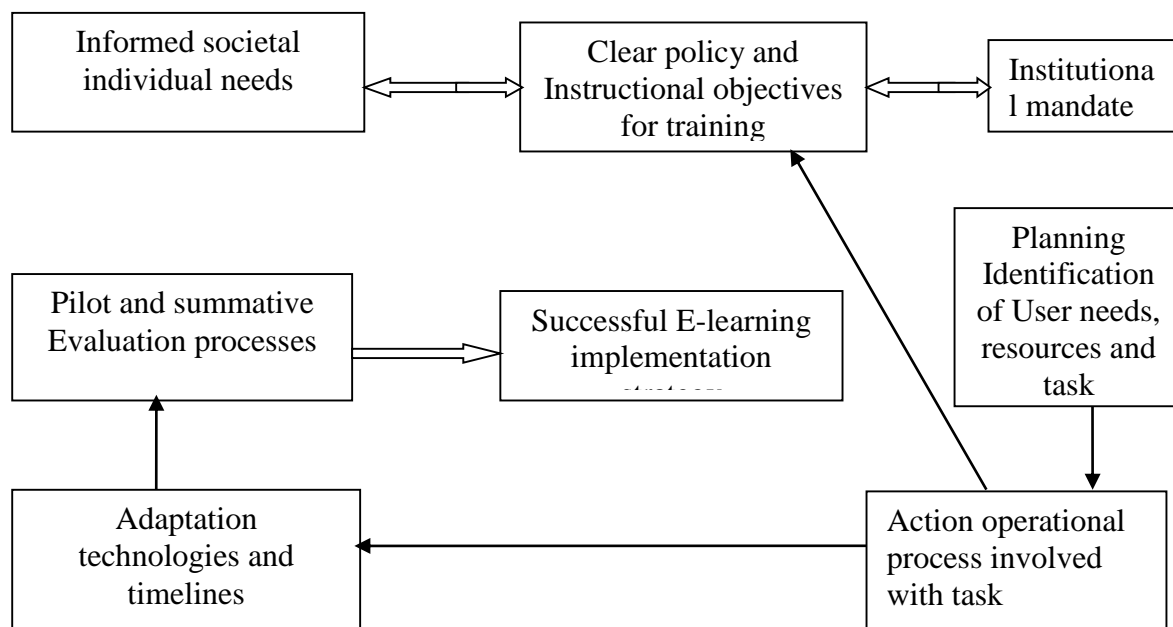 Informed societal
individual needs
Clear policy and
Instructional objectives
for training
Institutiona
l mandate
Planning
Identification
of User needs,
resources and
task
Pilot and summative
Evaluation processes
Successful E-learning
implementation
Adaptation
technologies and
timelines
Action operational
process involved
with task